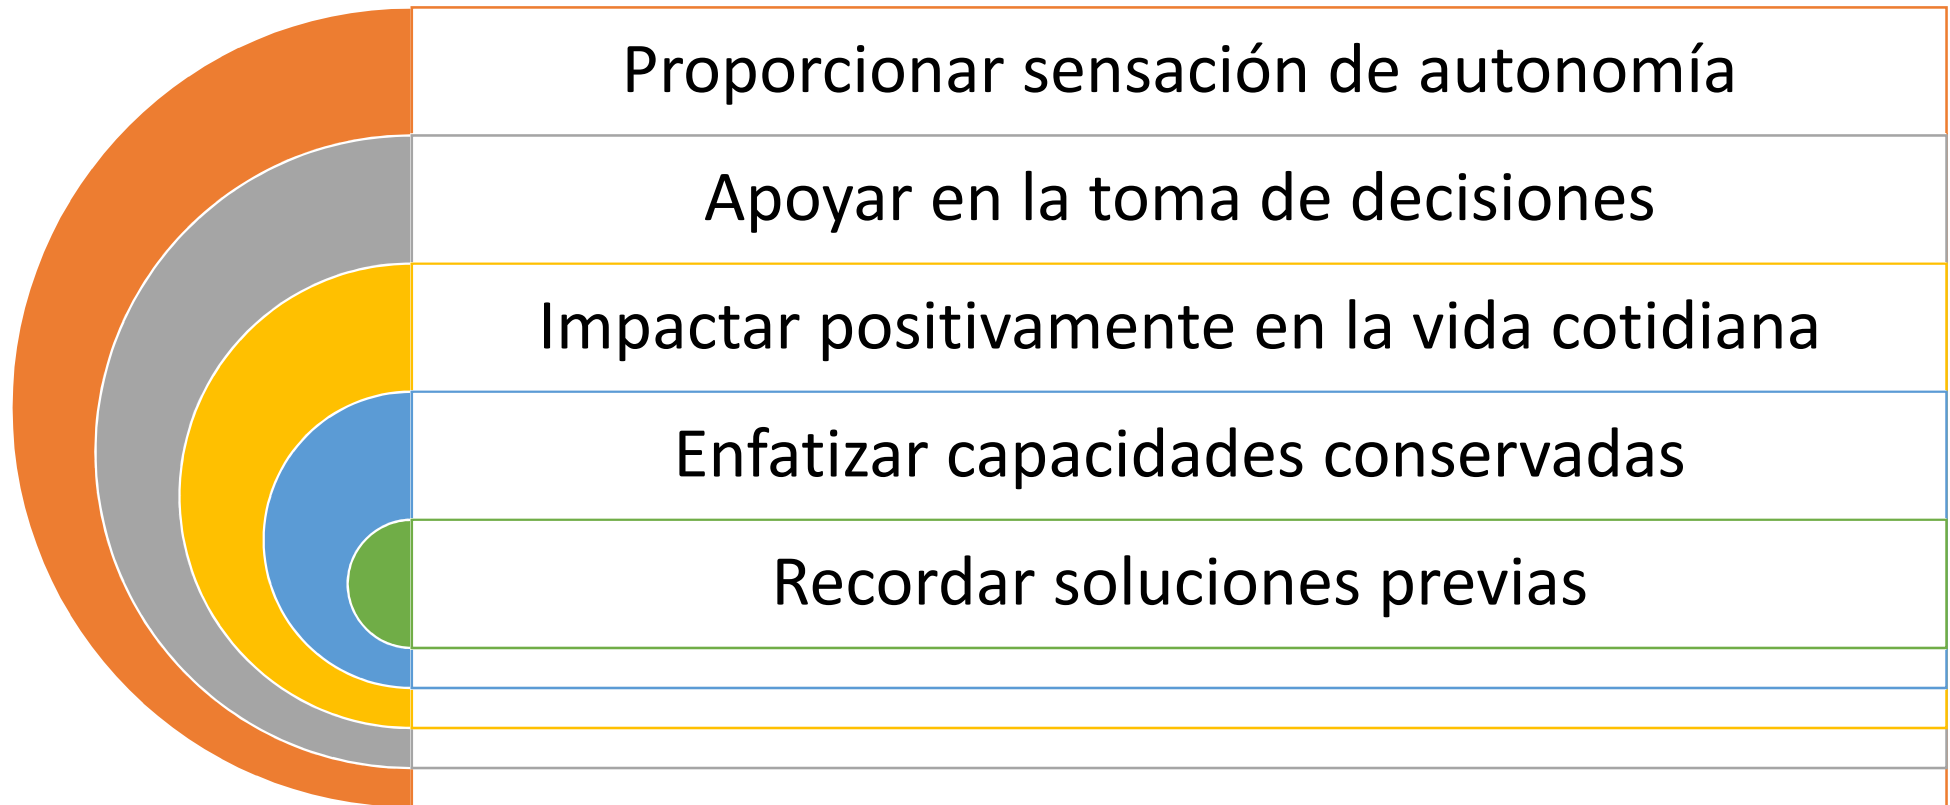 Proporcionar sensación de autonomía
Apoyar en la toma de decisiones
Impactar positivamente en la vida cotidiana
Enfatizar capacidades conservadas
Recordar soluciones previas